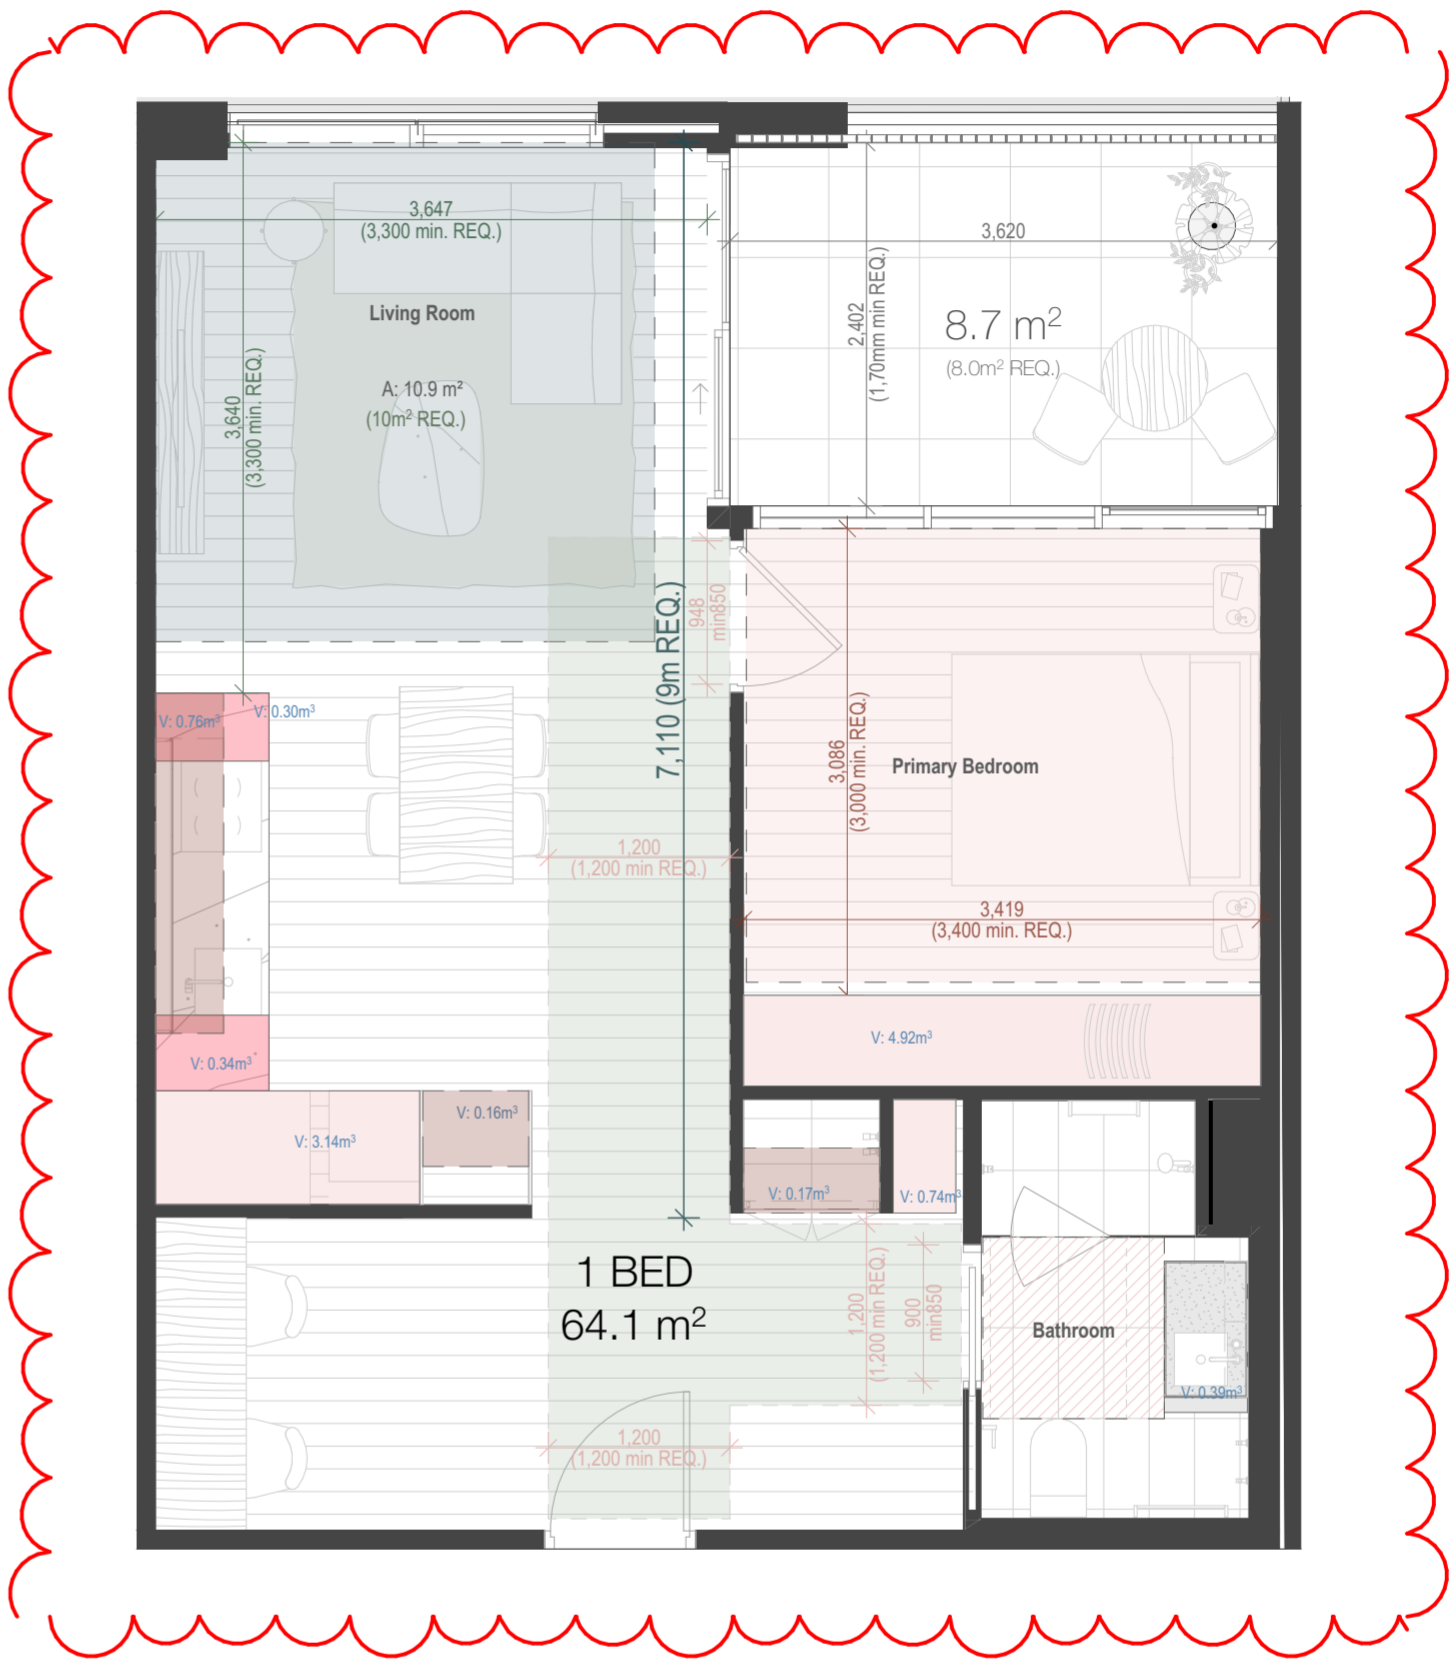 3,647
(3,300 min. REQ.)
Living Room
A: 10.9 m²
(10m² REQ.)
3,640
(3,300 min. REQ.)
3,620
2,402
(1,70mm min REQ.)
8.7 m²
(8.0m² REQ.)
7,110 (9m REQ.)
948
min850
V: 0.76m³
V: 0.30m³
3,086
(3,000 min. REQ.)
Primary Bedroom
1,200
(1,200 min REQ.)
3,419
(3,400 min. REQ.)
V: 4.92m³
V: 0.34m³
V: 3.14m³
V: 0.16m³
V: 0.17m³
V: 0.74m³
1 BED
64.1 m²
1,200
(1,200 min REQ.)
900
min850
Bathroom
V: 0.39m³
1,200
(1,200 min REQ.)